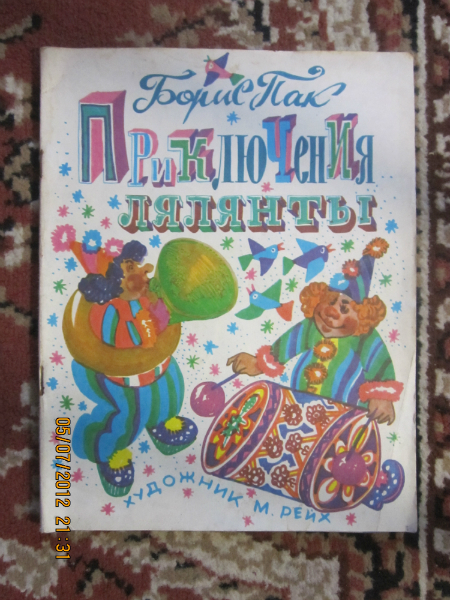 Борис Пак
Приключения
Лялянты
Художник М. Рейх
05/07/2012 21:31